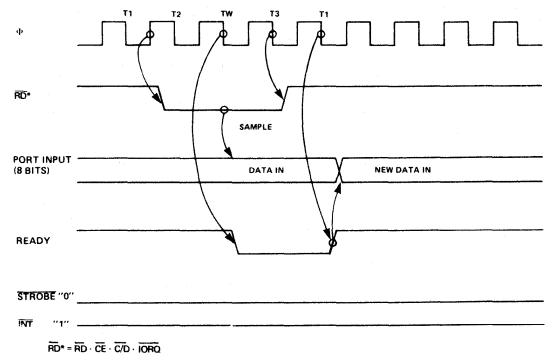 T1 T2 TW T3 T1
Φ
RD*
SAMPLE
PORT INPUT
(8 BITS)
DATA IN
NEW DATA IN
READY
STROBE "0"
INT "1"
RD* = RD · CE · C/D · IORQ